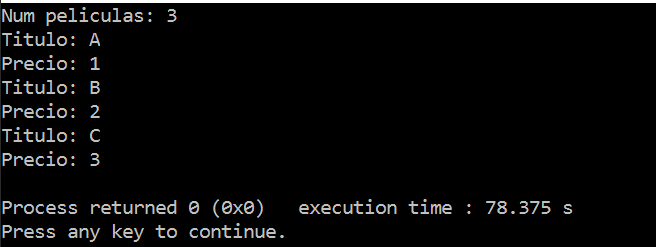 Num peliculas: 3
Titulo: A
Precio: 1
Titulo: B
Precio: 2
Titulo: C
Precio: 3
Process returned 0 (0x0)   execution time : 78.375 s
Press any key to continue.